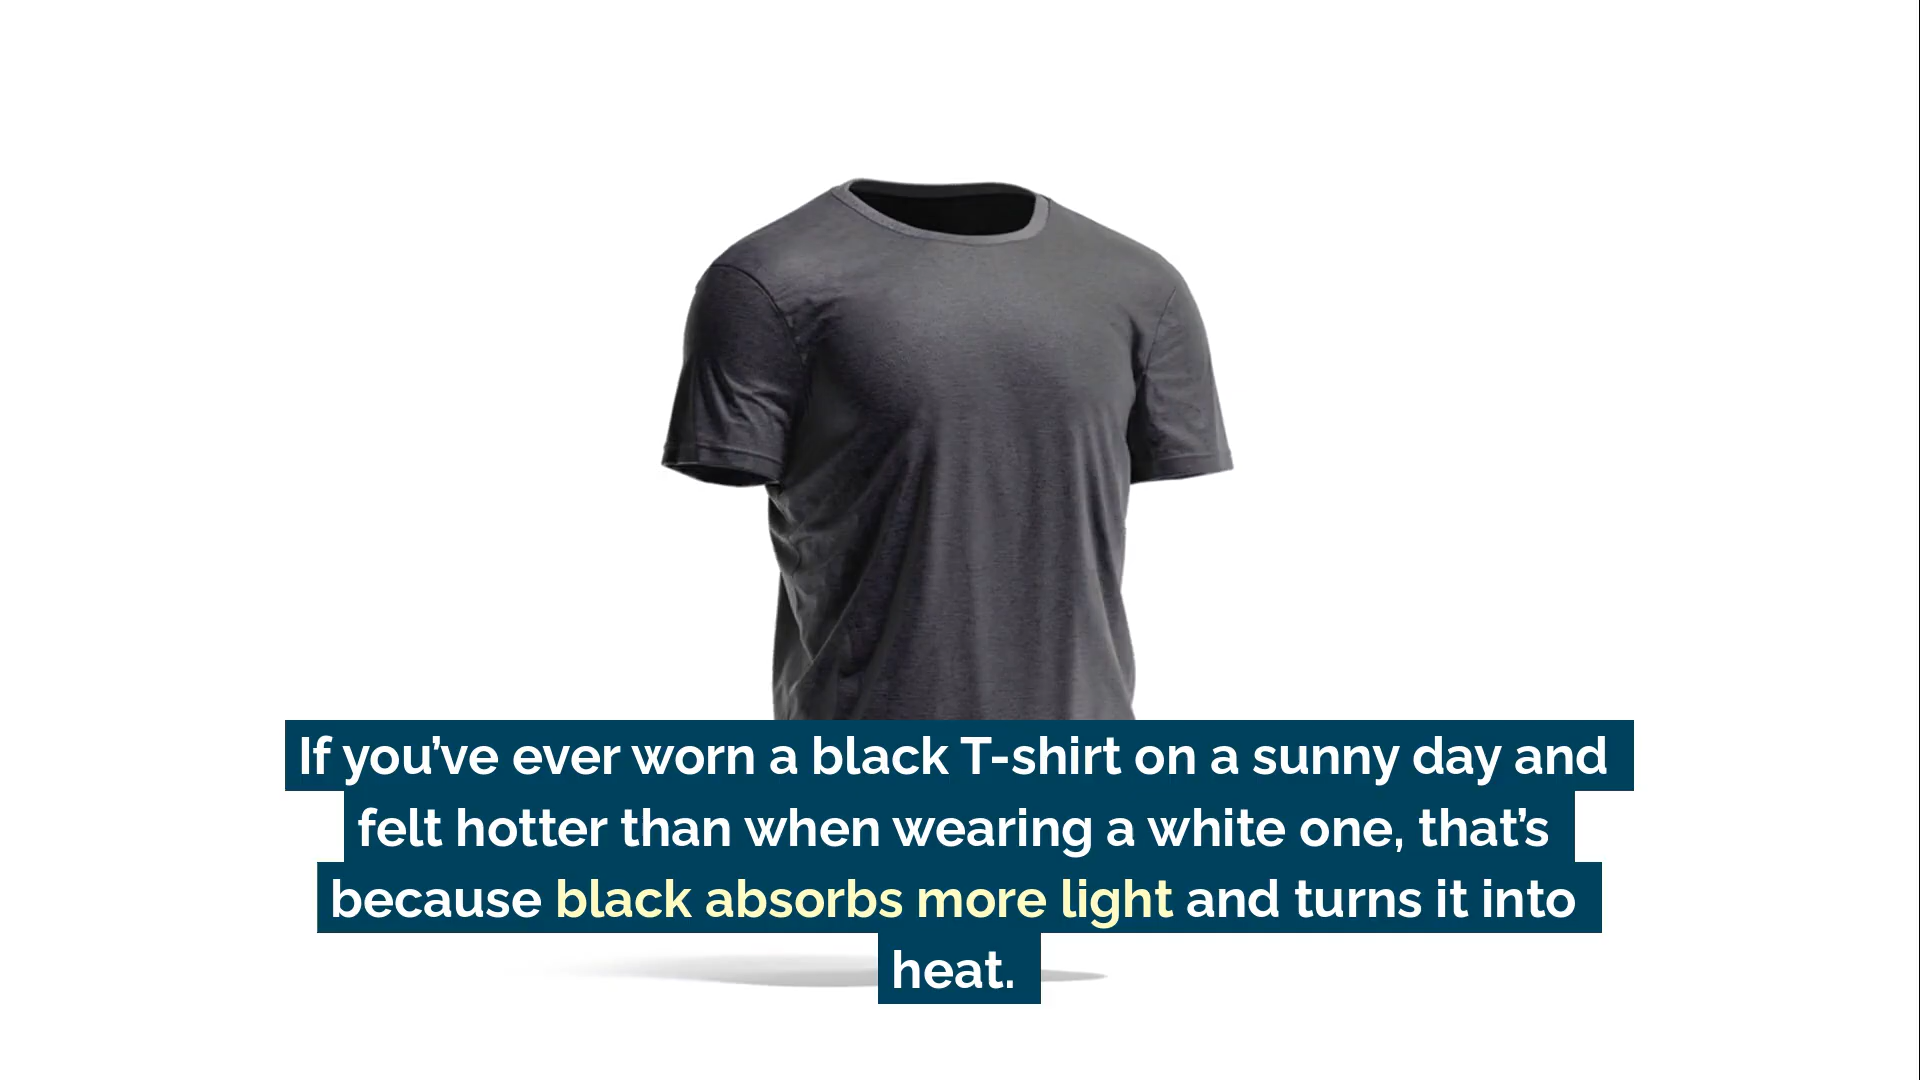 If you’ve ever worn a black T-shirt on a sunny day and
felt hotter than when wearing a white one, that’s
because black absorbs more light and turns it into
heat.